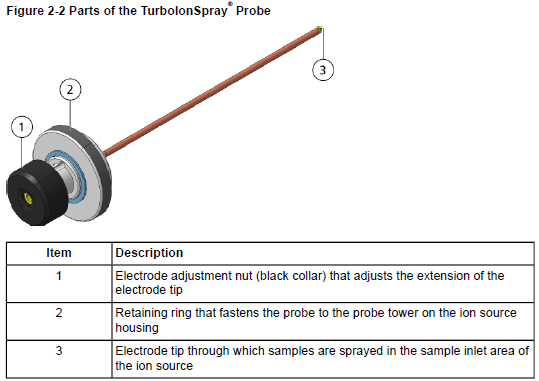 Figure 2-2 Parts of the TurboIonSpray® Probe
3
2
1
Item Description
1 Electrode adjustment nut (black collar) that adjusts the extension of the
electrode tip
2 Retaining ring that fastens the probe to the probe tower on the ion source
housing
3 Electrode tip through which samples are sprayed in the sample inlet area of
the ion source